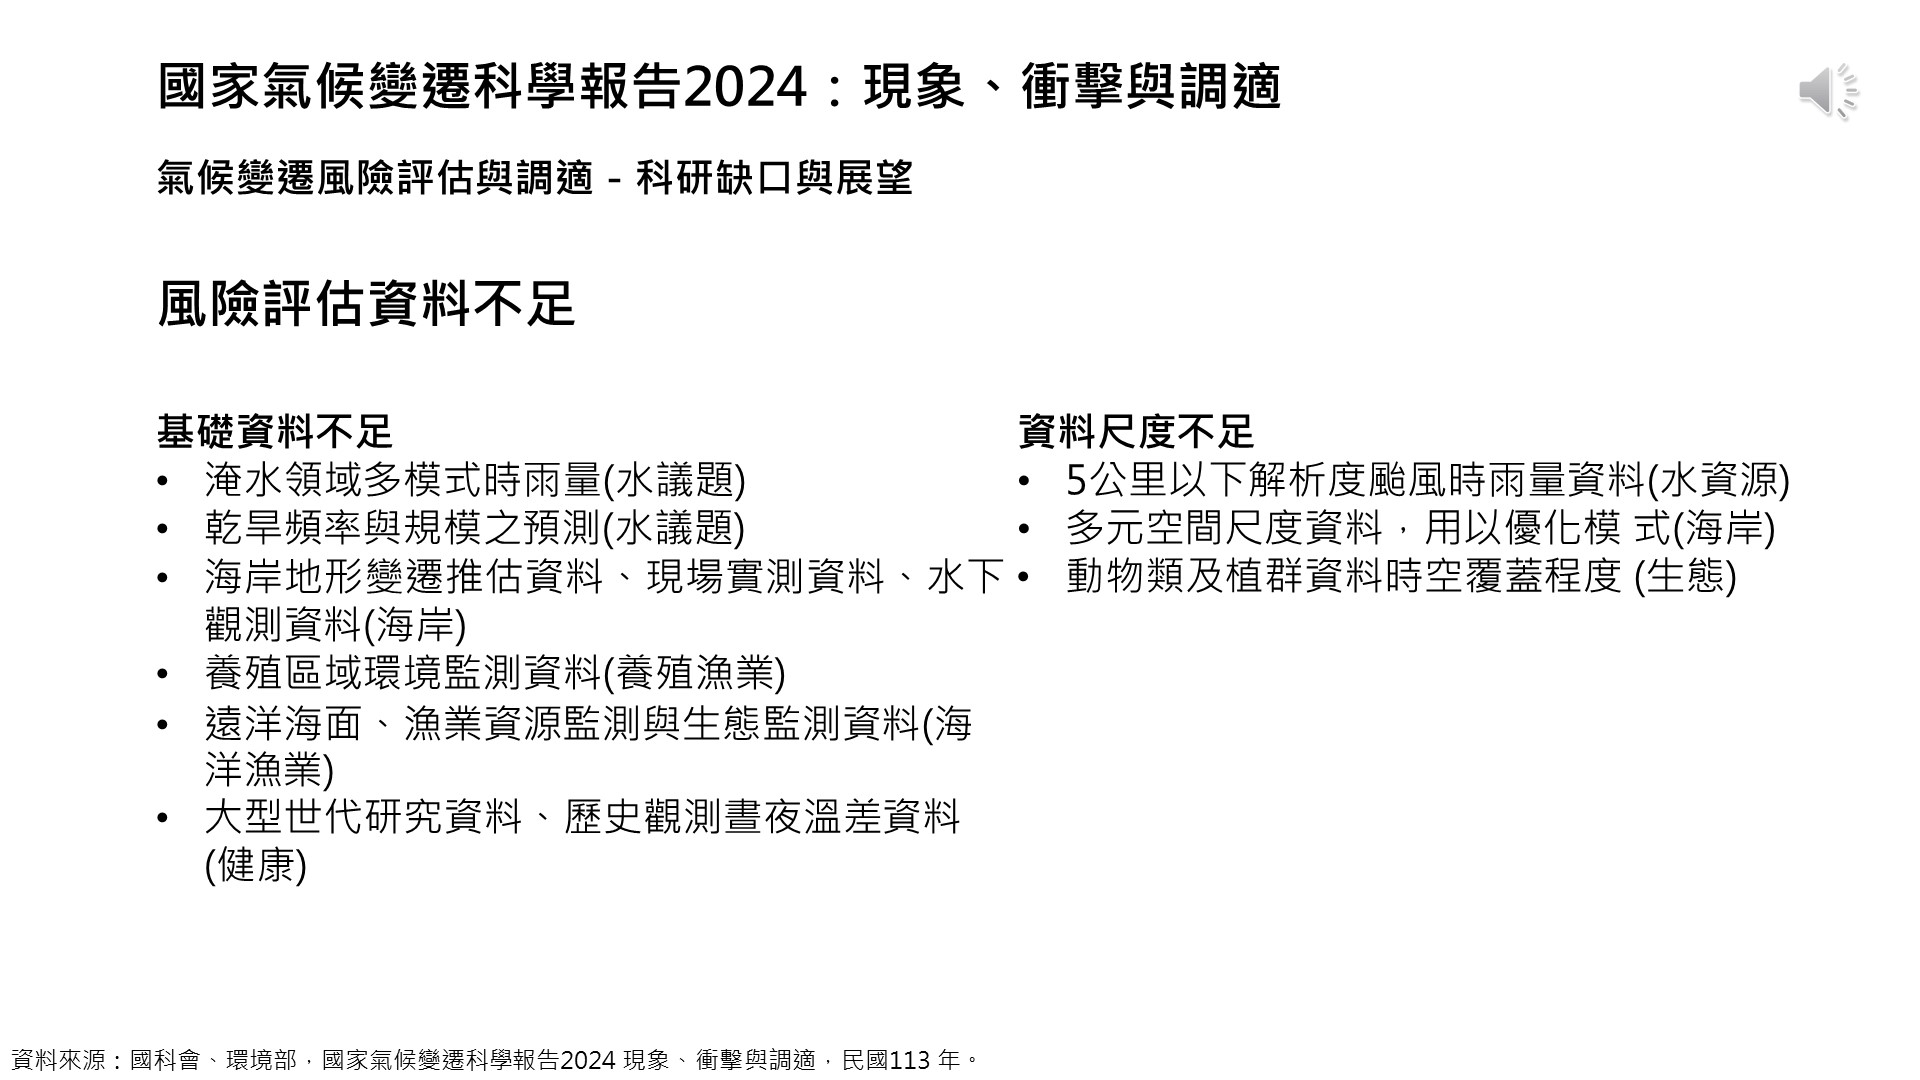 國家氣候變遷科學報告2024：現象、衝擊與調適
氣候變遷風險評估與調適 - 科研缺口與展望
風險評估資料不足
基礎資料不足
• 淹水領域多模式時雨量(水議題)
• 乾旱頻率與規模之預測(水議題)
• 海岸地形變遷推估資料、現場實測資料、水下
觀測資料(海岸)
• 養殖區域環境監測資料(養殖漁業)
• 遠洋海面、漁業資源監測與生態監測資料(海
洋漁業)
• 大型世代研究資料、歷史觀測晝夜溫差資料
(健康)
資料尺度不足
• 5公里以下解析度颱風時雨量資料(水資源)
• 多元空間尺度資料，用以優化模 式(海岸)
• 動物類及植群資料時空覆蓋程度 (生態)
資料來源：國科會、環境部，國家氣候變遷科學報告2024 現象、衝擊與調適，民國113 年。